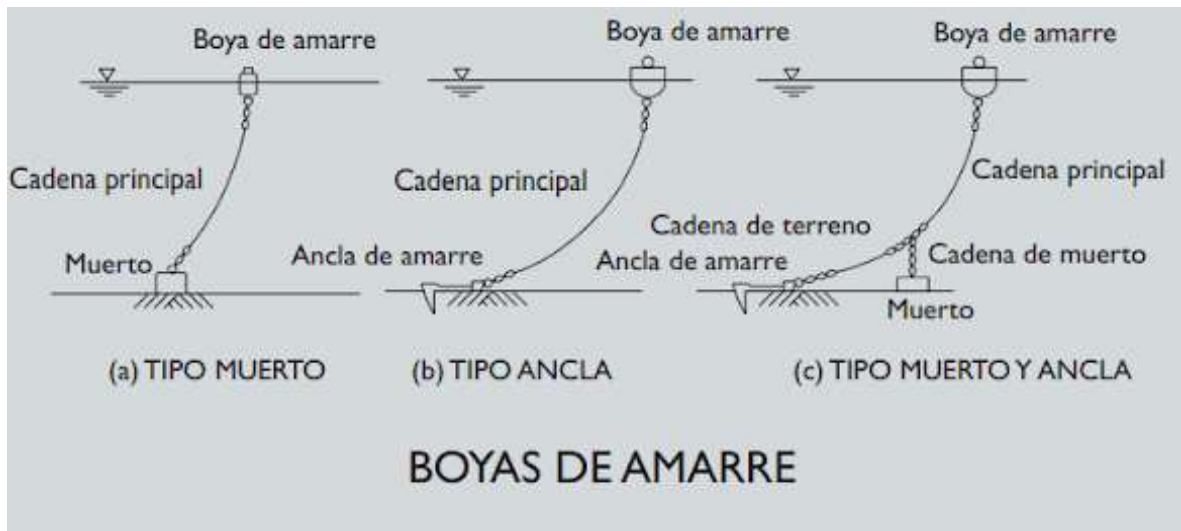 Boya de amarre
Cadena principal
Muerto
(a) TIPO MUERTO
Boya de amarre
Cadena principal
Ancla de amarre
(b) TIPO ANCLA
Boya de amarre
Cadena principal
Cadena de terreno
Ancla de amarre
Cadena de muerto
Muerto
(c) TIPO MUERTO Y ANCLA
BOYAS DE AMARRE